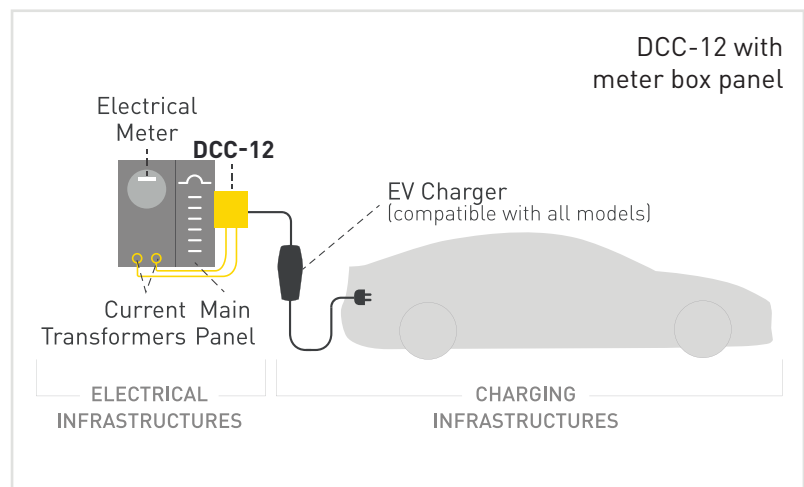 DCC-12 with
meter box panel
Electrical
Meter
DCC-12
EV Charger
(compatible with all models)
Current Main
Transformers Panel
ELECTRICAL
INFRASTRUCTURES
CHARGING
INFRASTRUCTURES